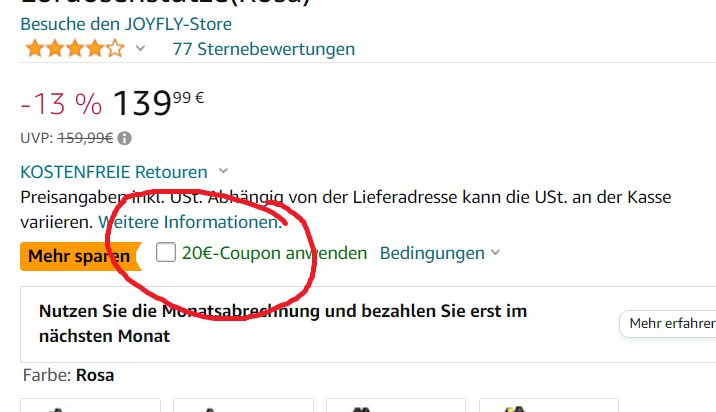 Besuche den JOYFLY-Store
77 Sternebewertungen
-13 % 139⁹⁹ €
UVP: 159,99€
KOSTENFREIE Retouren
Preisangaben inkl. USt. Abhängig von der Lieferadresse kann die USt. an der Kasse
variieren. Weitere Informationen.
Mehr sparen 20€-Coupon anwenden Bedingungen
Nutzen Sie die Monatsabrechnung und bezahlen Sie erst im
nächsten Monat
Mehr erfahren
Farbe: Rosa